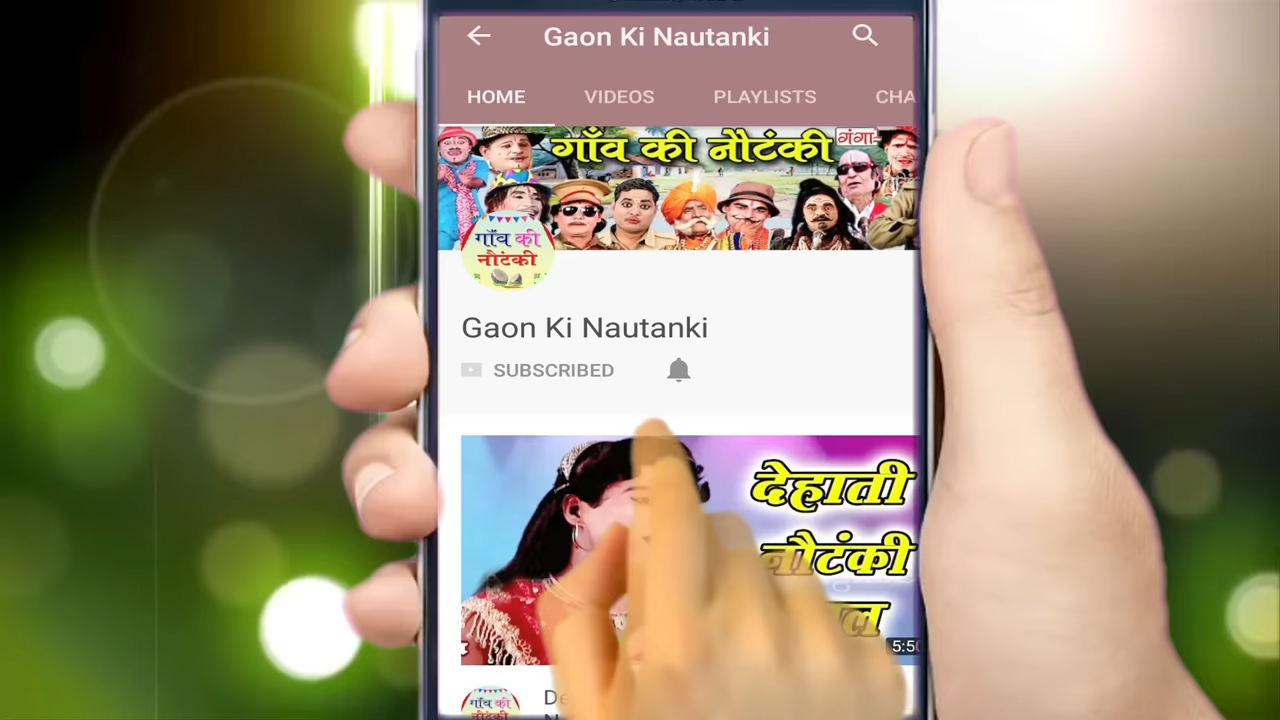 Gaon Ki Nautanki
HOME VIDEOS PLAYLISTS CHA
गाँव की नौटंकी
गंगा
गाँव की
नौटंकी
Gaon Ki Nautanki
SUBSCRIBED
देहाती
नौटंकी
5:50
गाँव की
नौटंकी